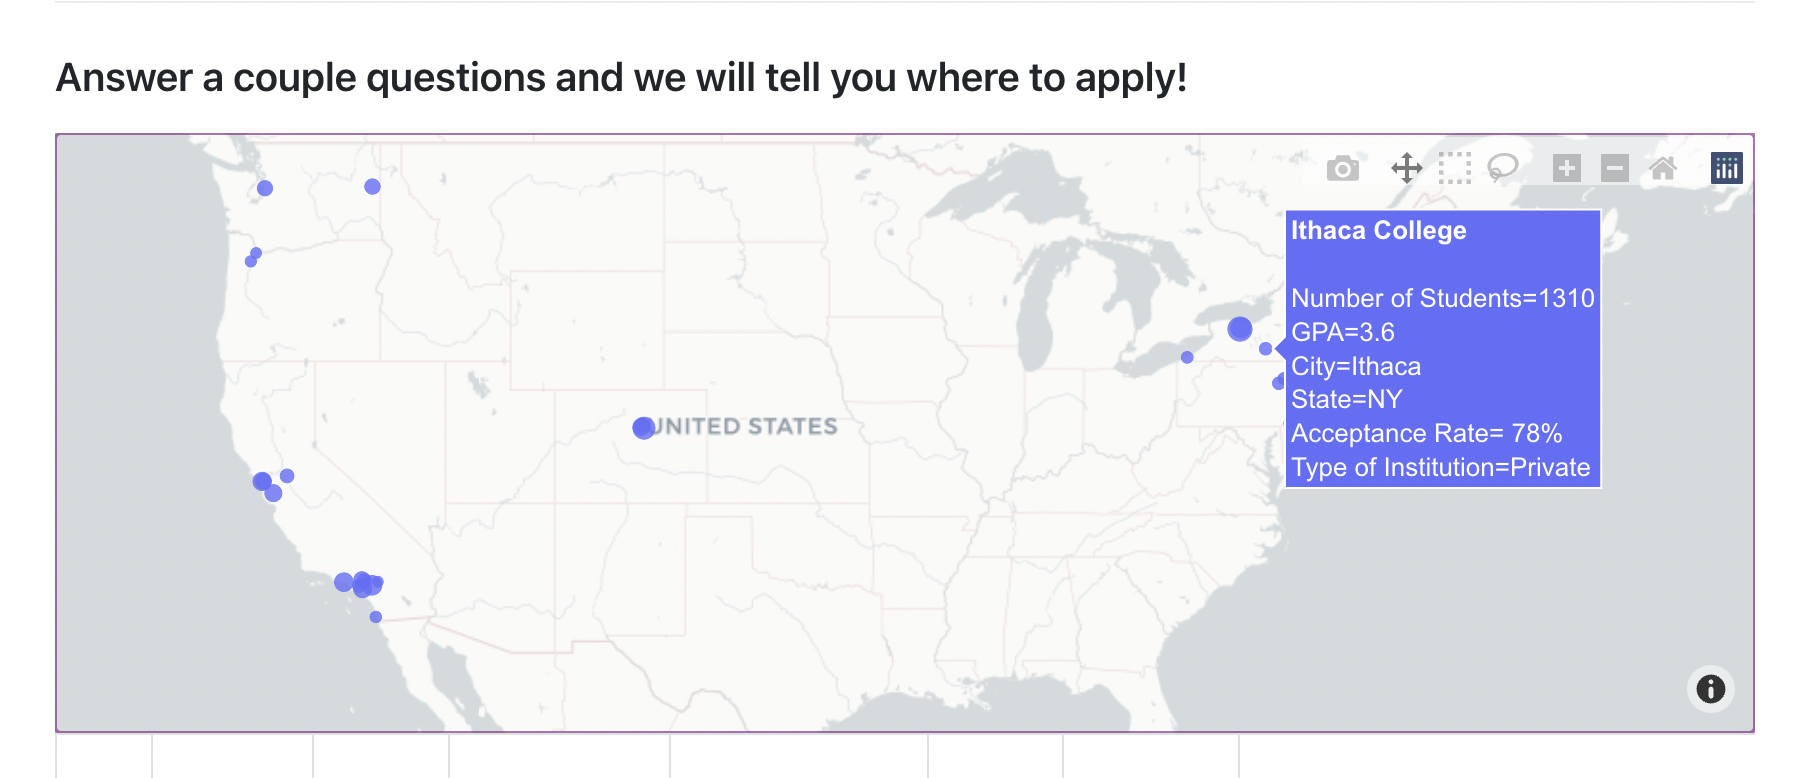 Answer a couple questions and we will tell you where to apply!
Ithaca College
Number of Students=1310
GPA=3.6
City=Ithaca
State=NY
Acceptance Rate= 78%
Type of Institution=Private
UNITED STATES